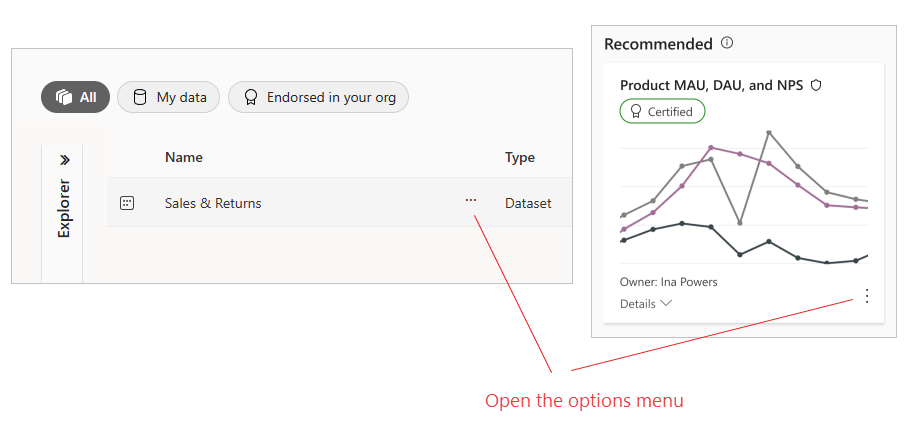 All
My data
Endorsed in your org
Explorer
Name
Type
Sales & Returns
Dataset
Recommended
Product MAU, DAU, and NPS
Certified
Owner: Ina Powers
Details
Open the options menu